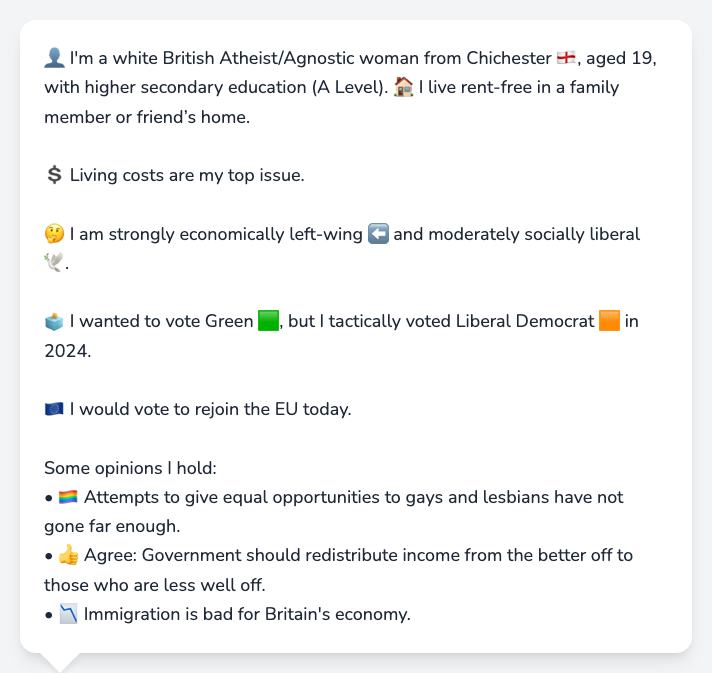 👤 I'm a white British Atheist/Agnostic woman from Chichester 🏴󠁧󠁢󠁥󠁮󠁧󠁿, aged 19,
with higher secondary education (A Level). 🏠 I live rent-free in a family
member or friend’s home.
💲 Living costs are my top issue.
🤔 I am strongly economically left-wing ⬅️ and moderately socially liberal
🕊️.
🗳️ I wanted to vote Green 🟩, but I tactically voted Liberal Democrat 🟧 in
2024.
🇪🇺 I would vote to rejoin the EU today.
Some opinions I hold:
• 🏳️‍🌈 Attempts to give equal opportunities to gays and lesbians have not
gone far enough.
• 👍 Agree: Government should redistribute income from the better off to
those who are less well off.
• 📉 Immigration is bad for Britain's economy.